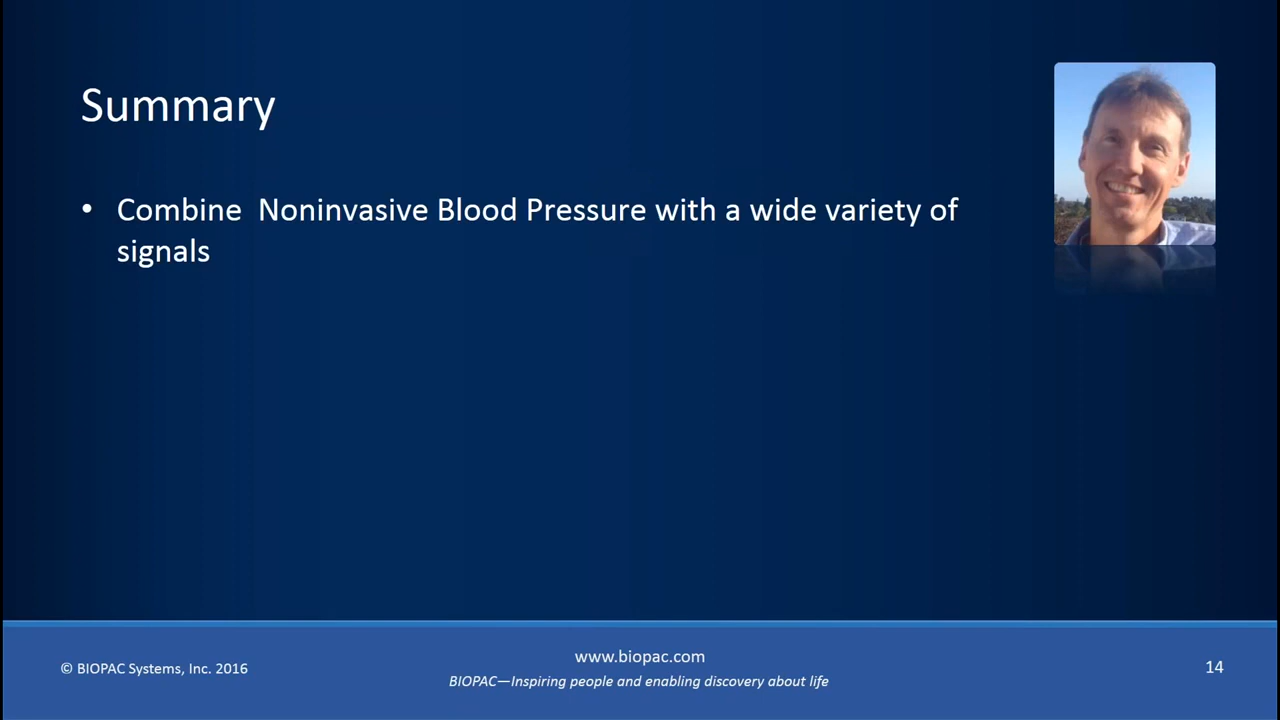 Summary
• Combine  Noninvasive Blood Pressure with a wide variety of
signals
© BIOPAC Systems, Inc. 2016
www.biopac.com
BIOPAC—Inspiring people and enabling discovery about life
14